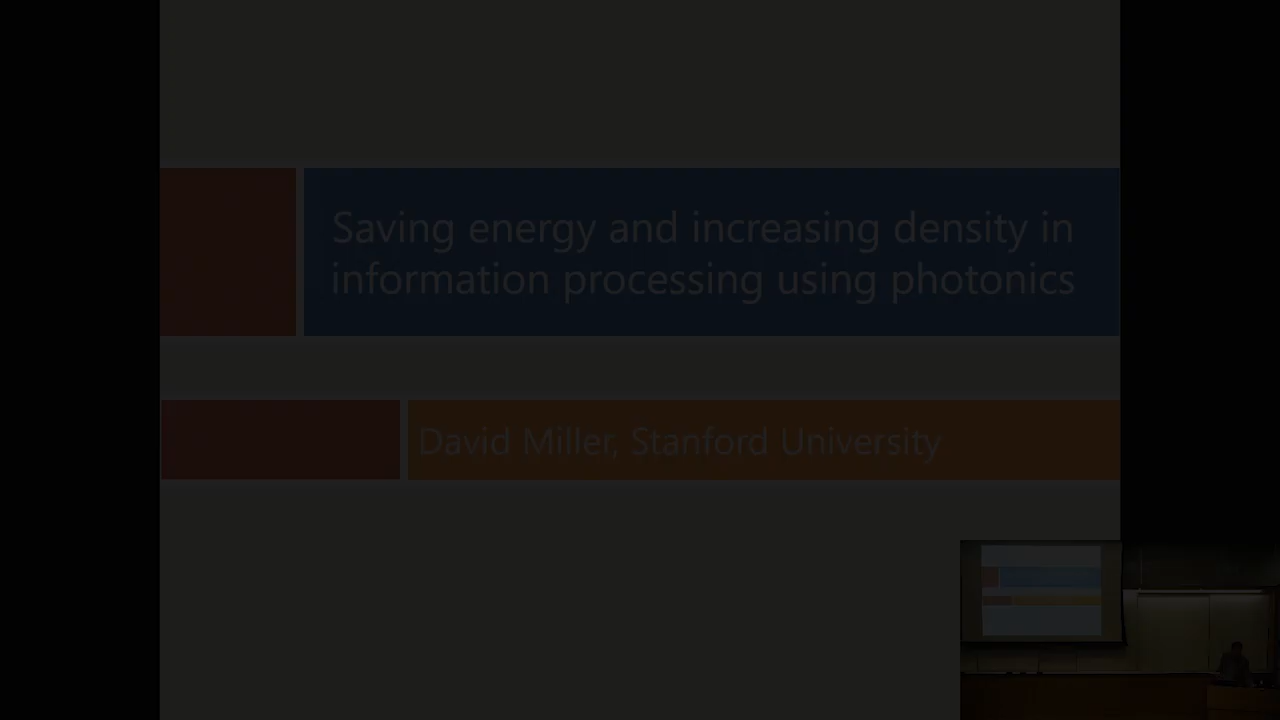 Saving energy and increasing density in
information processing using photonics
David Miller, Stanford University